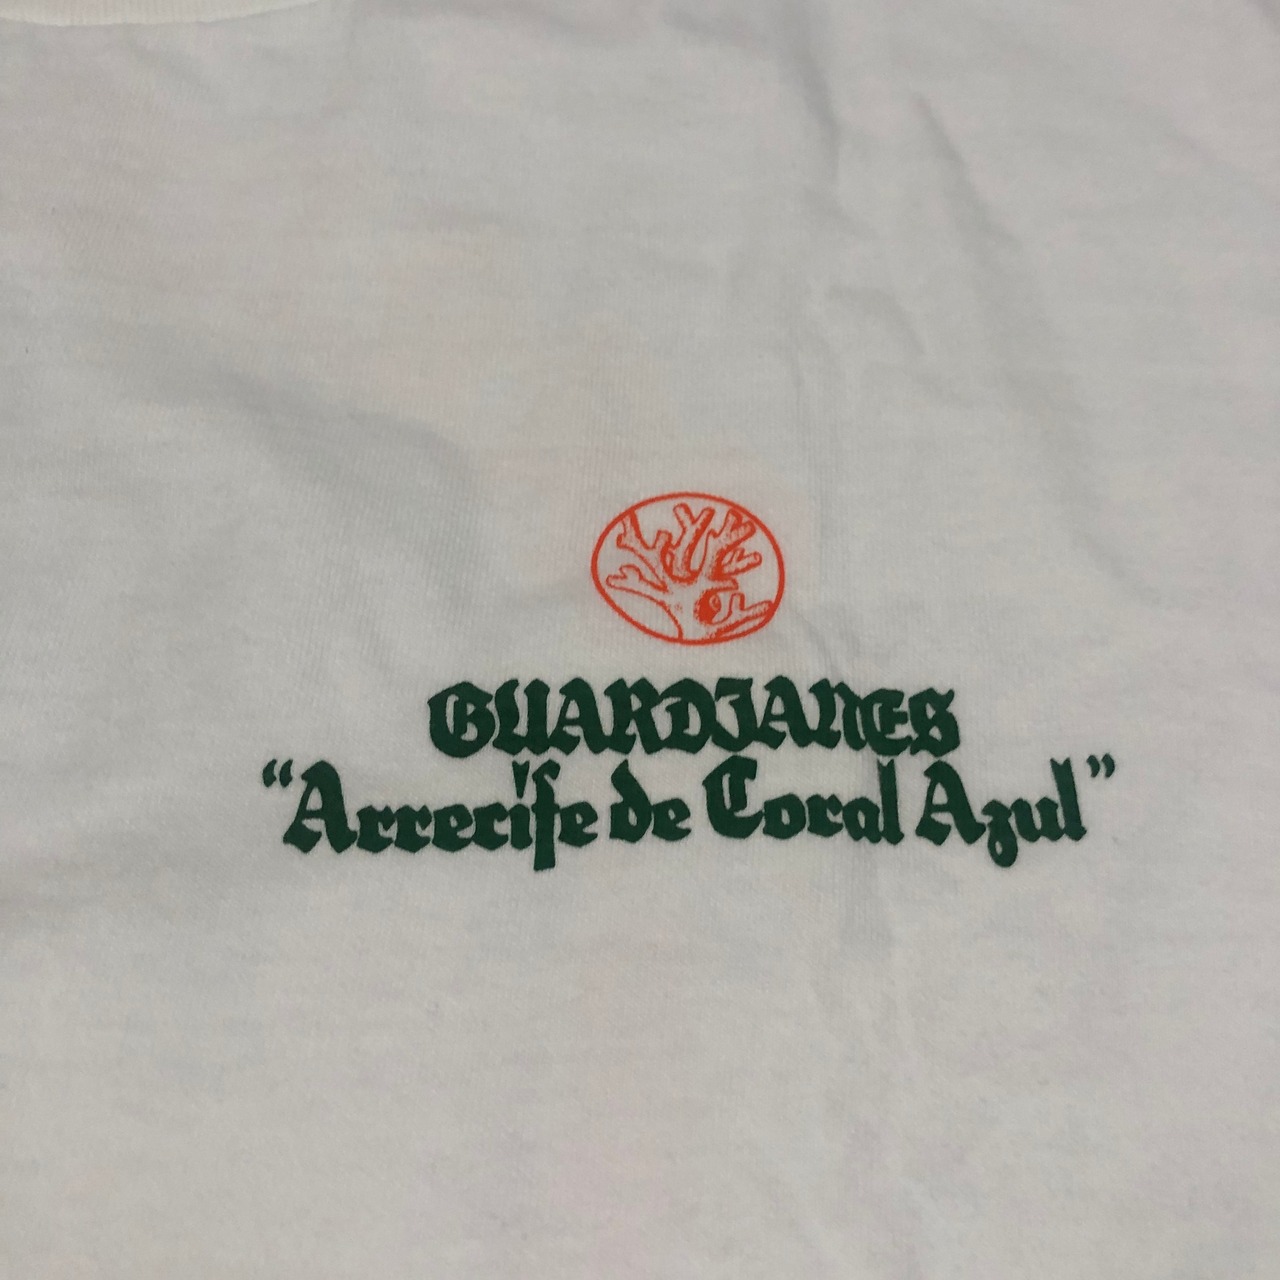 GUARDIANES
“Arrecife de Coral Azul”